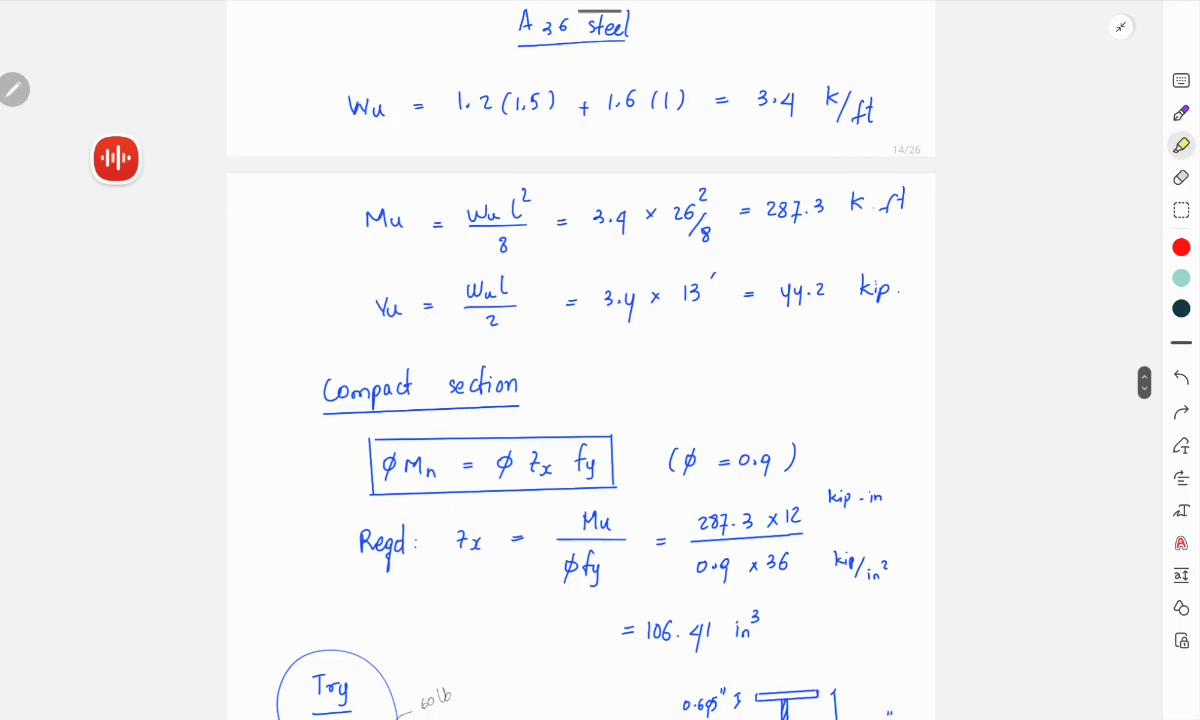 A 36 steel
Wu = 1.2 (1.5) + 1.6 (1) = 3.4 k/ft
14/26
Mu = Wu l²/8 = 3.4 × 26²/8 = 287.3 k.ft
Vu = Wu l/2 = 3.4 × 13' = 44.2 kip.
Compact section
φ Mn = φ Zx fy (φ = 0.9)
kip - in
Reqd: Zx = Mu/φfy = 287.3 × 12/0.9 × 36
kip/in²
= 106.41 in³
Try
60 lb
0.695" I
"